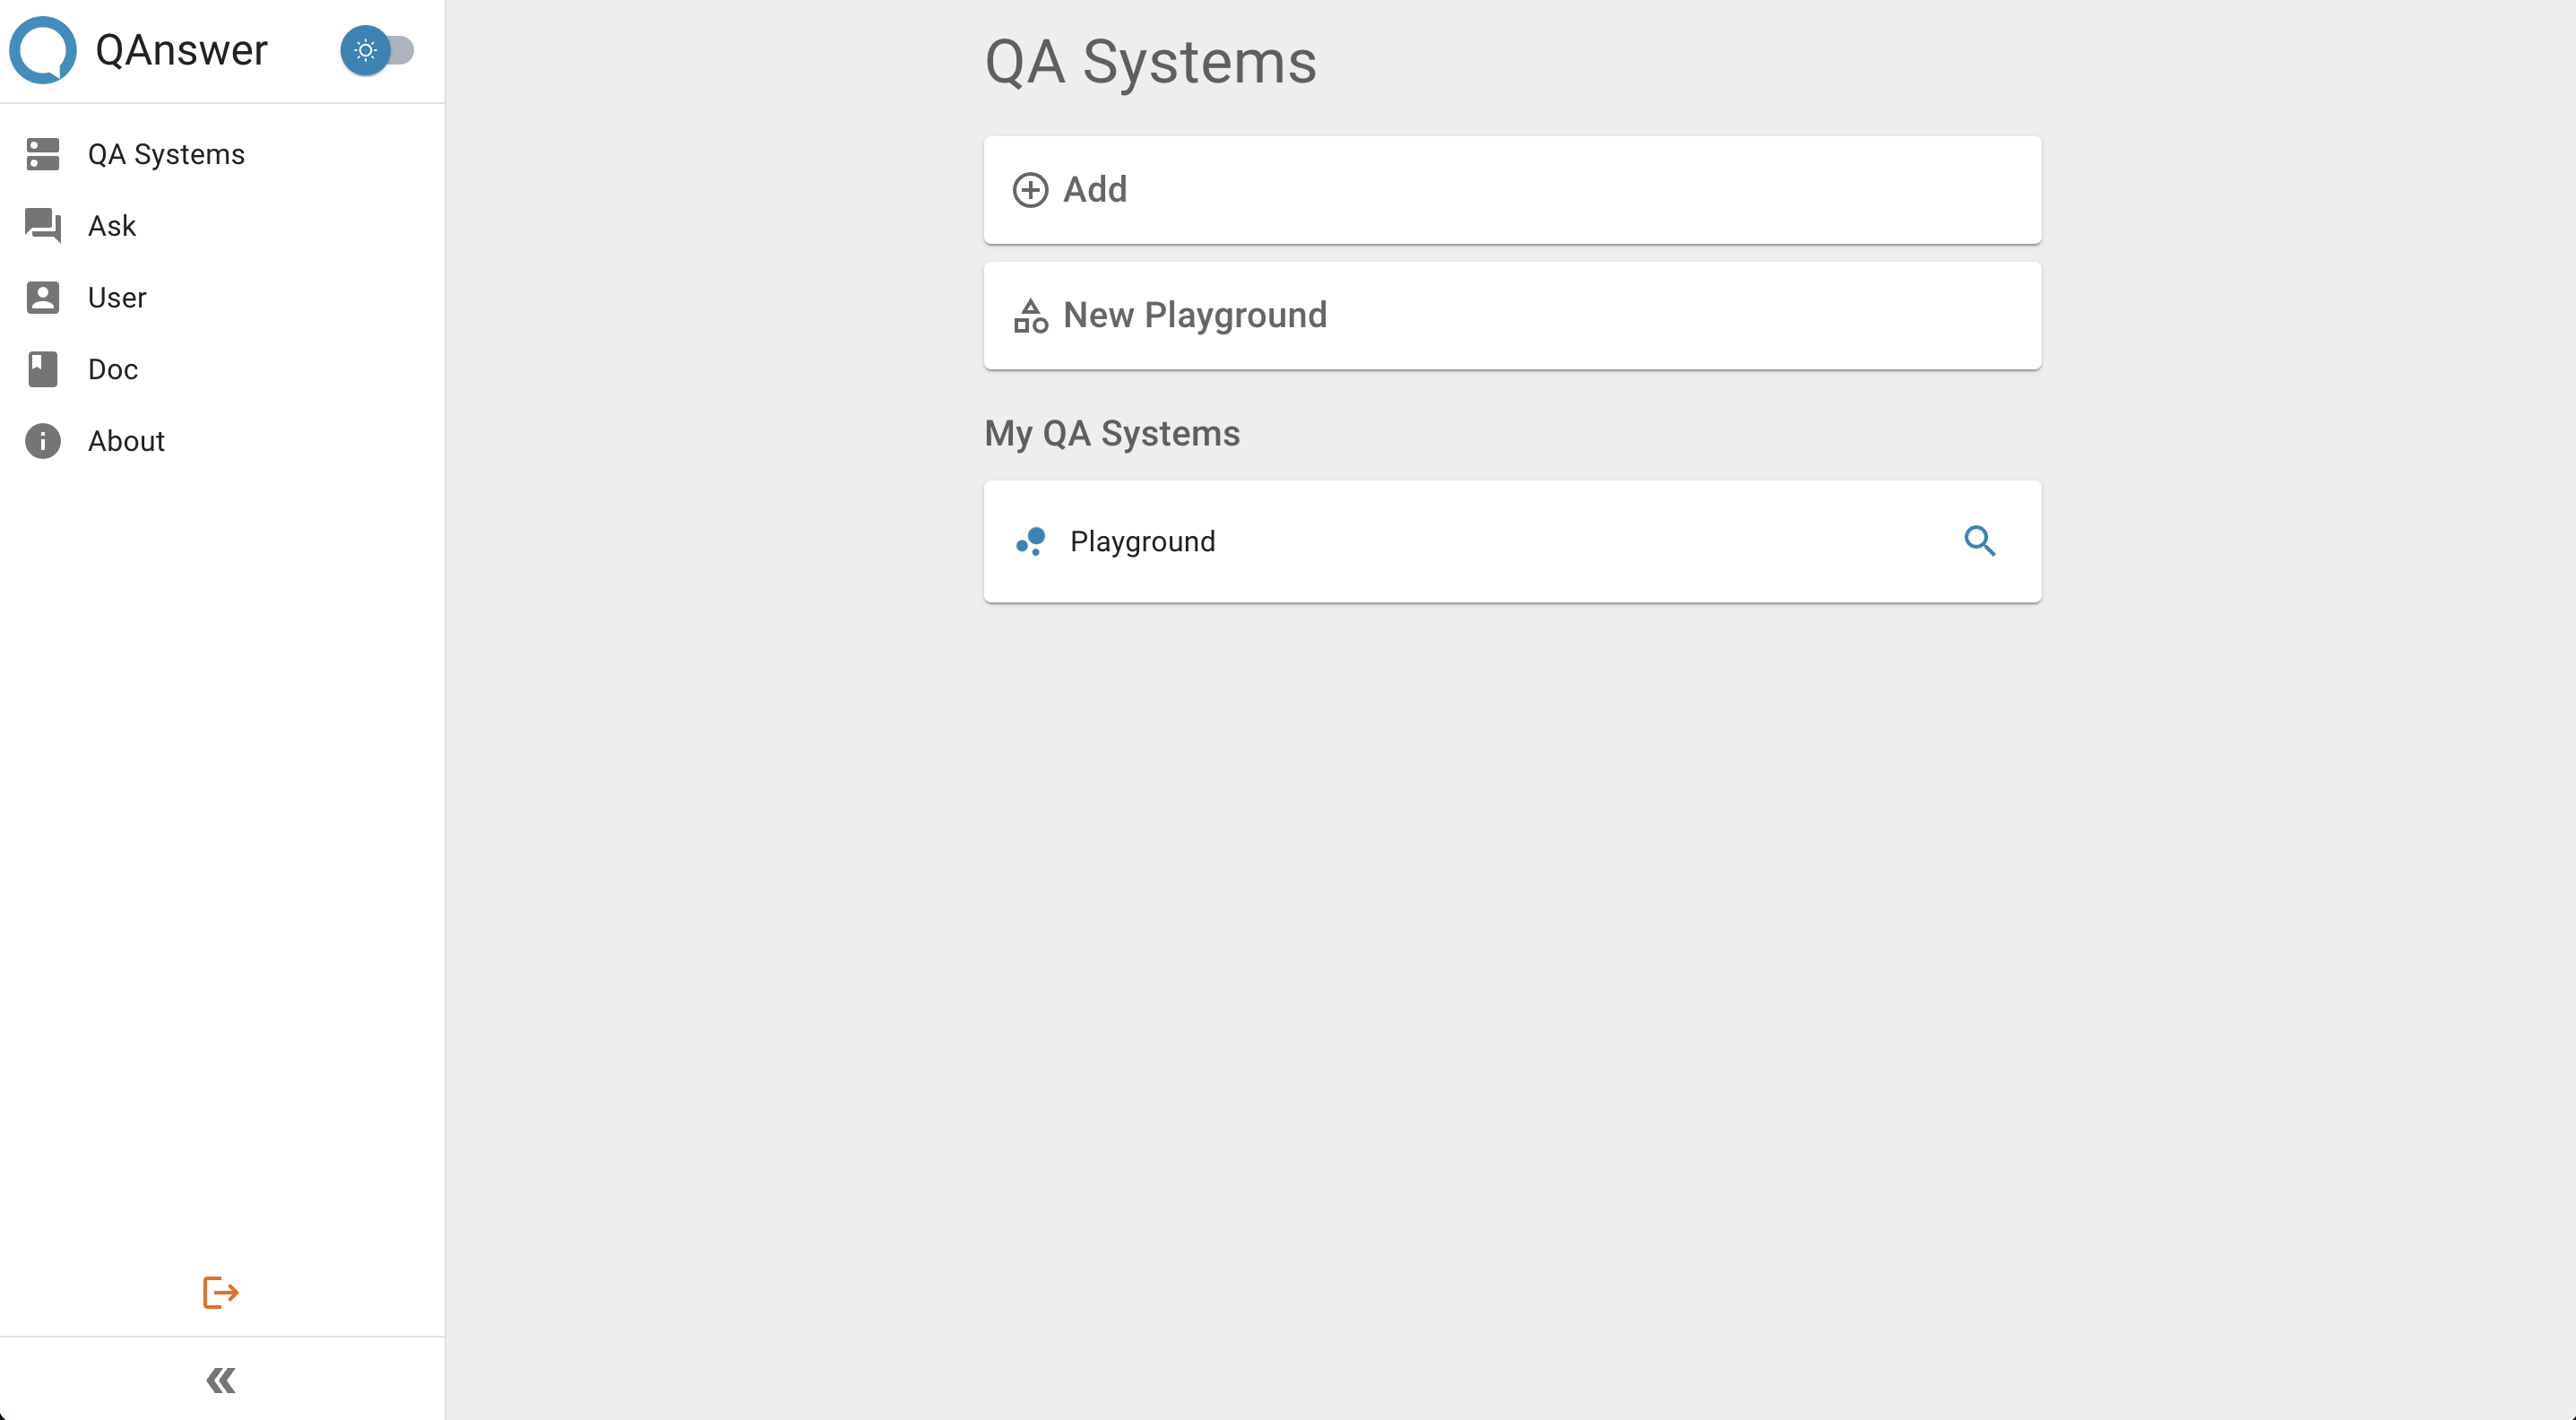 QAnswer
QA Systems
Ask
User
Doc
About
QA Systems
Add
New Playground
My QA Systems
Playground